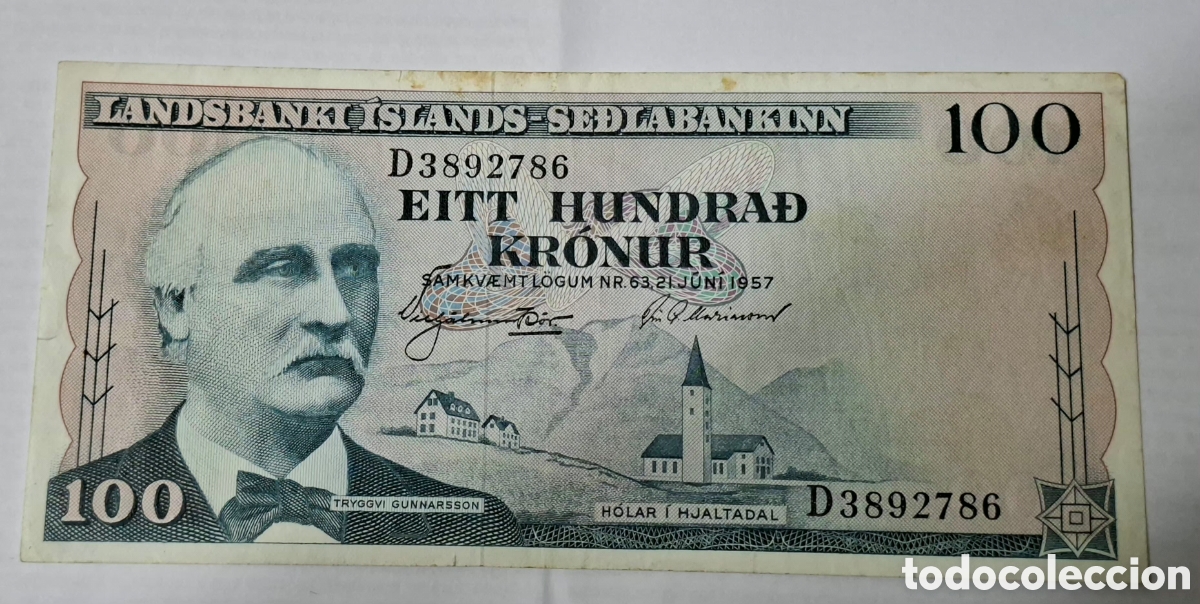 LANDSBANKI ÍSLANDS-SEÐLABANKINN
100
D3892786
EITT HUNDRAÐ
KRÓNUR
SAMKVÆMT LÖGUM NR. 63, 21 JÚNÍ 1957
100
TRYGGVI GUNNARSSON
HÓLAR Í HJALTADAL
D3892786
todocoleccion